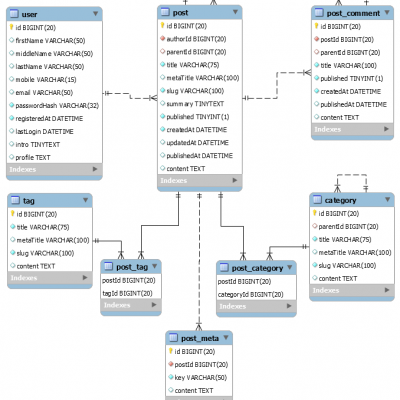 user
id BIGINT(20)
firstName VARCHAR(50)
middleName VARCHAR(50)
lastName VARCHAR(50)
mobile VARCHAR(15)
email VARCHAR(50)
passwordHash VARCHAR(32)
registeredAt DATETIME
lastLogin DATETIME
intro TINYTEXT
profile TEXT
Indexes
post
id BIGINT(20)
authorId BIGINT(20)
parentId BIGINT(20)
title VARCHAR(75)
metaTitle VARCHAR(100)
slug VARCHAR(100)
summary TINYTEXT
published TINYINT(1)
createdAt DATETIME
updatedAt DATETIME
publishedAt DATETIME
content TEXT
Indexes
post_comment
id BIGINT(20)
postId BIGINT(20)
parentId BIGINT(20)
title VARCHAR(100)
published TINYINT(1)
createdAt DATETIME
publishedAt DATETIME
content TEXT
Indexes
tag
id BIGINT(20)
title VARCHAR(75)
metaTitle VARCHAR(100)
slug VARCHAR(100)
content TEXT
Indexes
post_tag
postId BIGINT(20)
tagId BIGINT(20)
Indexes
post_category
postId BIGINT(20)
categoryId BIGINT(20)
Indexes
category
id BIGINT(20)
parentId BIGINT(20)
title VARCHAR(75)
metaTitle VARCHAR(100)
slug VARCHAR(100)
content TEXT
Indexes
post_meta
id BIGINT(20)
postId BIGINT(20)
key VARCHAR(50)
content TEXT